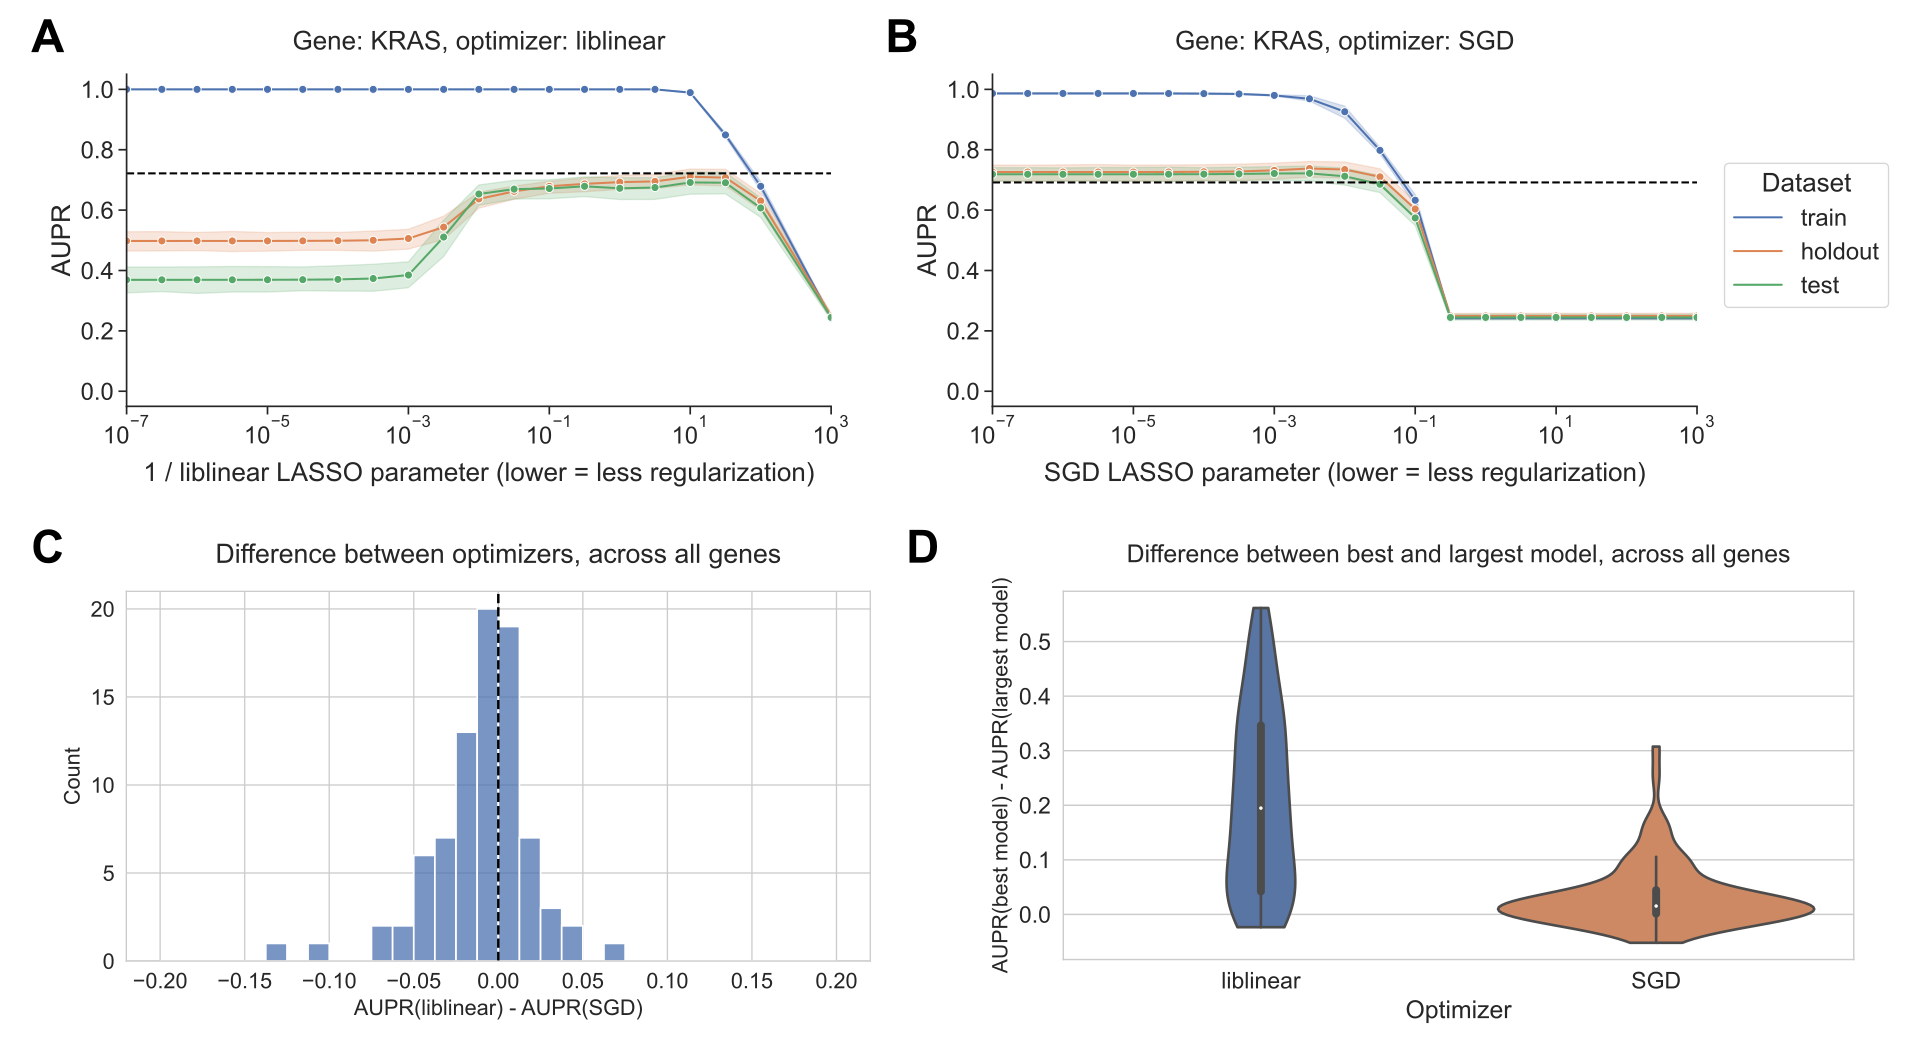 A
Gene: KRAS, optimizer: liblinear
AUPR
1.0
0.8
0.6
0.4
0.2
0.0
10^−7
10^−5
10^−3
10^−1
10^1
10^3
1 / liblinear LASSO parameter (lower = less regularization)
B
Gene: KRAS, optimizer: SGD
AUPR
1.0
0.8
0.6
0.4
0.2
0.0
10^−7
10^−5
10^−3
10^−1
10^1
10^3
SGD LASSO parameter (lower = less regularization)
Dataset
train
holdout
test
C
Difference between optimizers, across all genes
Count
20
15
10
5
0
−0.20
−0.15
−0.10
−0.05
0.00
0.05
0.10
0.15
0.20
AUPR(liblinear) - AUPR(SGD)
D
Difference between best and largest model, across all genes
AUPR(best model) - AUPR(largest model)
0.5
0.4
0.3
0.2
0.1
0.0
liblinear
SGD
Optimizer